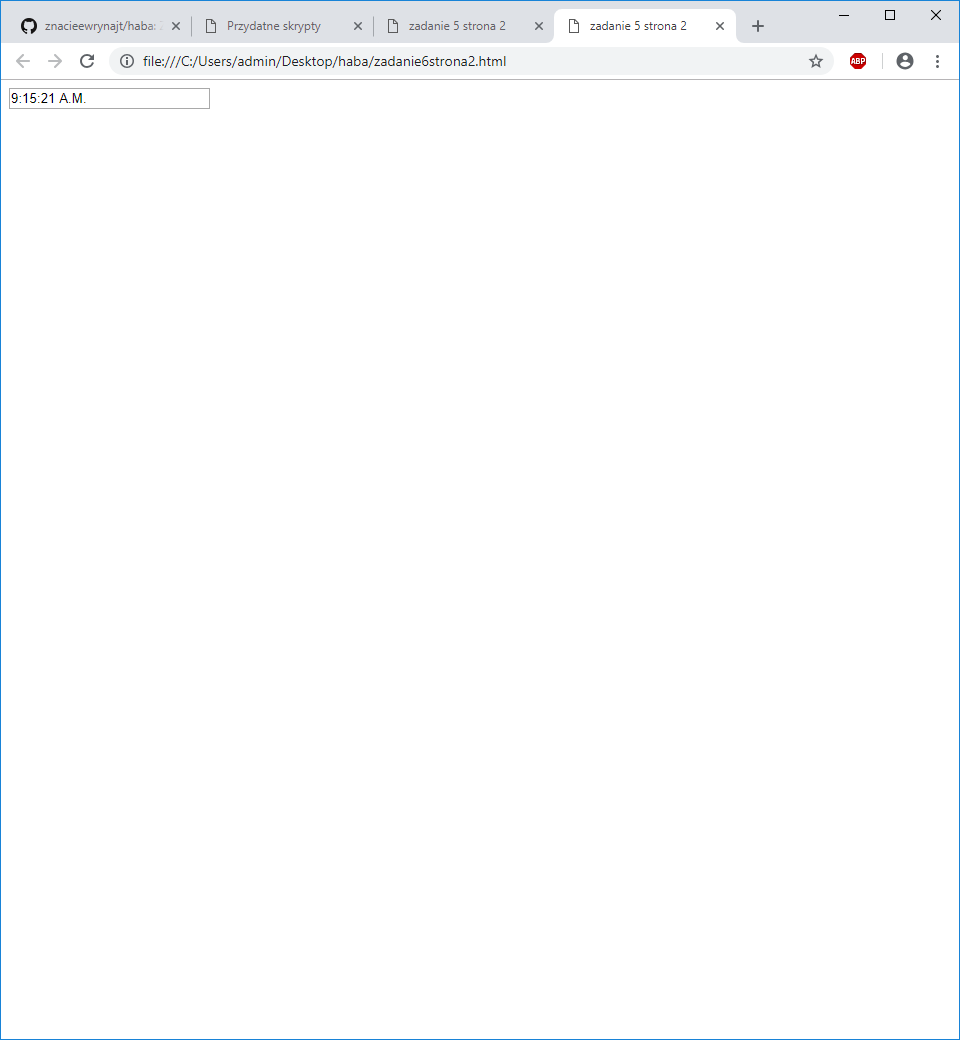 znacieewrynajt/haba:
Przydatne skrypty
zadanie 5 strona 2
zadanie 5 strona 2
file:///C:/Users/admin/Desktop/haba/zadanie6strona2.html
ABP
9:15:21 A.M.